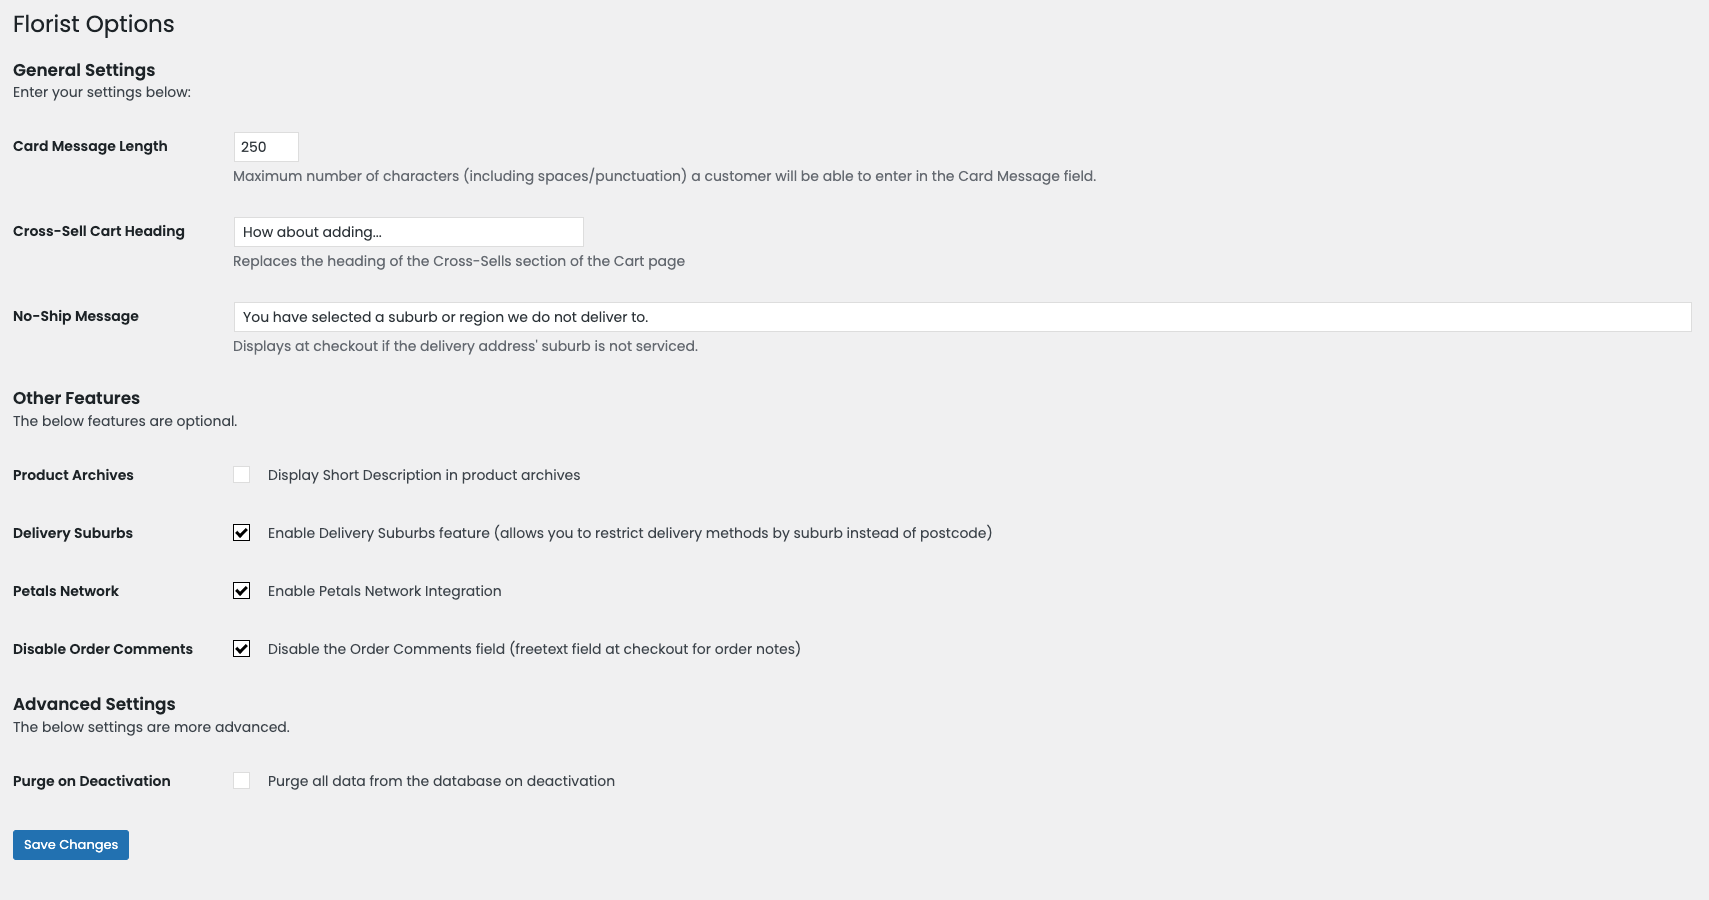 Florist Options
General Settings
Enter your settings below:
Card Message Length
250
Maximum number of characters (including spaces/punctuation) a customer will be able to enter in the Card Message field.
Cross-Sell Cart Heading
How about adding...
Replaces the heading of the Cross-Sells section of the Cart page
No-Ship Message
You have selected a suburb or region we do not deliver to.
Displays at checkout if the delivery address' suburb is not serviced.
Other Features
The below features are optional.
Product Archives
Display Short Description in product archives
Delivery Suburbs
Enable Delivery Suburbs feature (allows you to restrict delivery methods by suburb instead of postcode)
Petals Network
Enable Petals Network Integration
Disable Order Comments
Disable the Order Comments field (freetext field at checkout for order notes)
Advanced Settings
The below settings are more advanced.
Purge on Deactivation
Purge all data from the database on deactivation
Save Changes